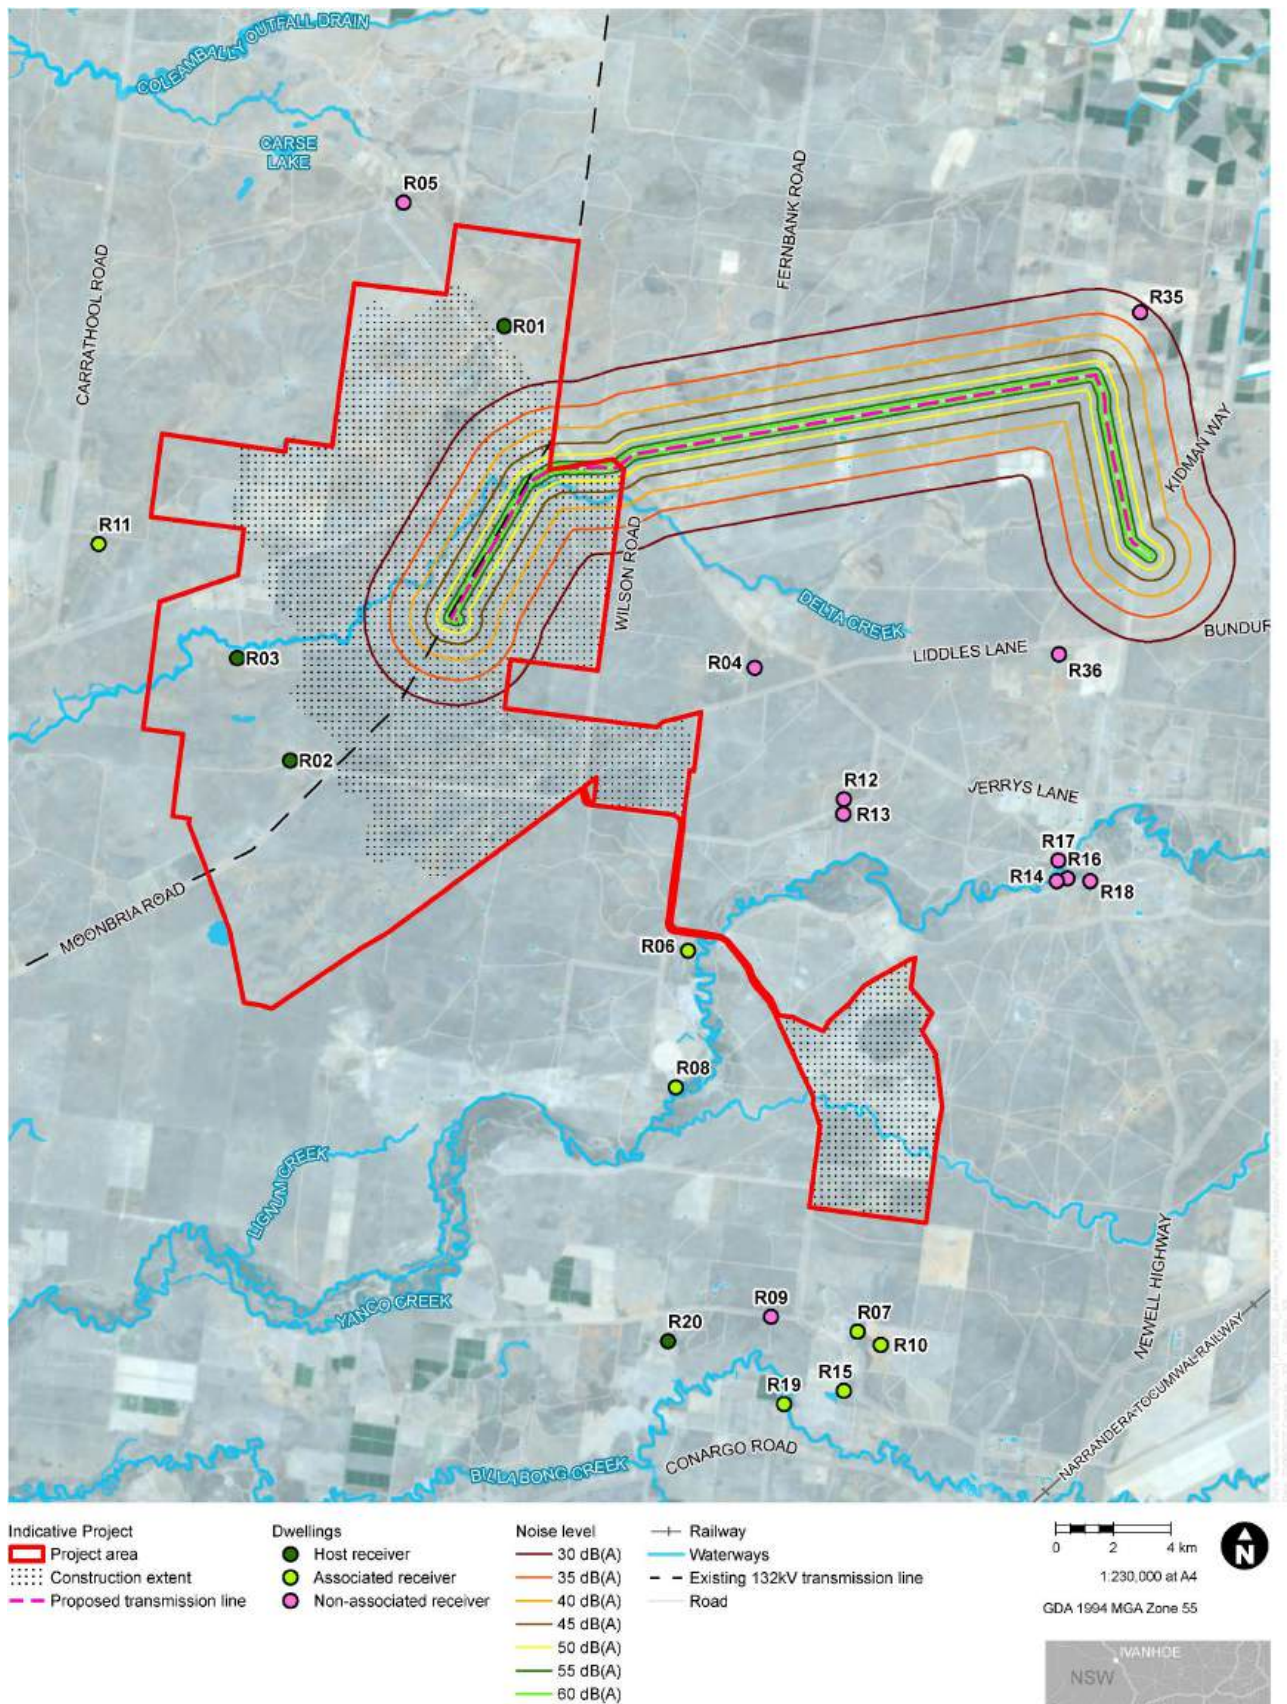 COLEAMBALLY OUTFALL DRAIN
CARSE
LAKE
R05
FERNBANK ROAD
CARRATHOOL ROAD
R01
R35
KIDMAN WAY
R11
WILSON ROAD
DELTA CREEK
BUNDUR
LIDDLES LANE
R03
R04
R36
R02
R12
R13
JERRYS LANE
R17
R16
R14
R18
MOONBRIA ROAD
R06
R08
LIGNUM CREEK
YANCO CREEK
NEWELL HIGHWAY
R09
R07
R20
R10
R15
R19
NARRANDERA TOCUMWAL RAILWAY
CONARGO ROAD
BILLABONG CREEK
Indicative Project
Project area
Construction extent
Proposed transmission line
Dwellings
Host receiver
Associated receiver
Non-associated receiver
Noise level
30 dB(A)
35 dB(A)
40 dB(A)
45 dB(A)
50 dB(A)
55 dB(A)
60 dB(A)
Railway
Waterways
Existing 132kV transmission line
Road
0 2 4 km
N
1:230,000 at A4
GDA 1994 MGA Zone 55
IVANHOE
NSW